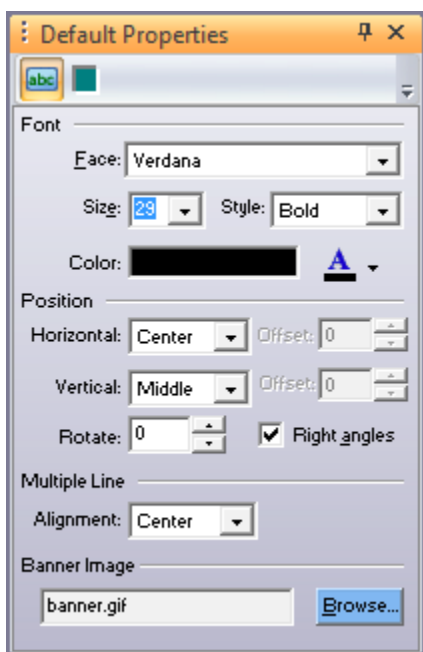 Default Properties
abc
Font
Face: Verdana
Size: 29 Style: Bold
Color: A
Position
Horizontal: Center Offset: 0
Vertical: Middle Offset: 0
Rotate: 0 Right angles
Multiple Line
Alignment: Center
Banner Image
banner.gif Browse...